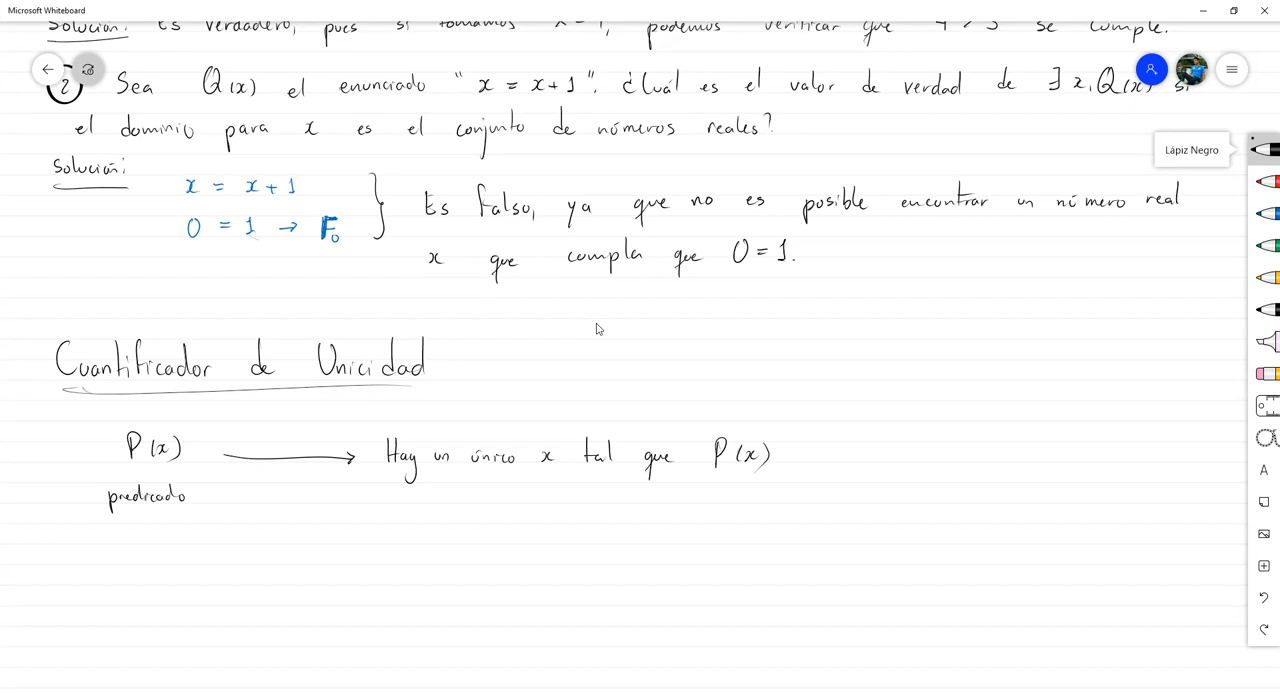 Microsoft Whiteboard
Solución: Es verdadero, pues si tomamos x = 4, podemos verificar que 4 > 3 se cumple.
2 Sea Q(x) el enunciado "x = x+1". ¿Cuál es el valor de verdad de ∃x, Q(x) si
el dominio para x es el conjunto de números reales?
Solución:
x = x + 1
0 = 1 → F
Es falso, ya que no es posible encontrar un número real
x que cumpla que 0 = 1.
Lápiz Negro
Cuantificador de Unicidad
P(x) → Hay un único x tal que P(x)
predicado